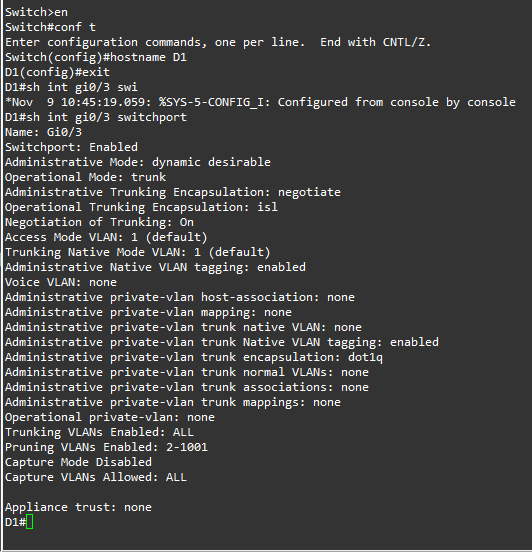 Switch>en
Switch#conf t
Enter configuration commands, one per line.  End with CNTL/Z.
Switch(config)#hostname D1
D1(config)#exit
D1#sh int gi0/3 swi
*Nov  9 10:45:19.059: %SYS-5-CONFIG_I: Configured from console by console
D1#sh int gi0/3 switchport
Name: Gi0/3
Switchport: Enabled
Administrative Mode: dynamic desirable
Operational Mode: trunk
Administrative Trunking Encapsulation: negotiate
Operational Trunking Encapsulation: isl
Negotiation of Trunking: On
Access Mode VLAN: 1 (default)
Trunking Native Mode VLAN: 1 (default)
Administrative Native VLAN tagging: enabled
Voice VLAN: none
Administrative private-vlan host-association: none
Administrative private-vlan mapping: none
Administrative private-vlan trunk native VLAN: none
Administrative private-vlan trunk Native VLAN tagging: enabled
Administrative private-vlan trunk encapsulation: dot1q
Administrative private-vlan trunk normal VLANs: none
Administrative private-vlan trunk associations: none
Administrative private-vlan trunk mappings: none
Operational private-vlan: none
Trunking VLANs Enabled: ALL
Pruning VLANs Enabled: 2-1001
Capture Mode Disabled
Capture VLANs Allowed: ALL

Appliance trust: none
D1#